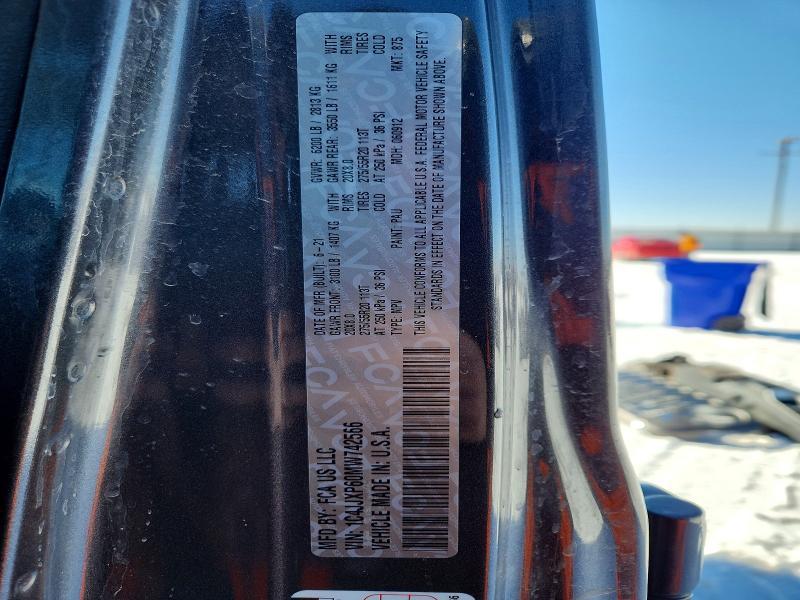 MFD BY: FCA US LLC
DATE OF MFR (BUILT): 6-21
GVWR: 6200 LB / 2813 KG
GAWR FRONT: 3100 LB / 1407 KG WITH
GAWR REAR: 3550 LB / 1611 KG WITH
20X8.0 RIMS
20X8.0 RIMS
275/55R20 113T TIRES
275/55R20 113T TIRES
AT 250 kPa / 36 PSI COLD
AT 250 kPa / 36 PSI COLD
VIN: 1C4JJXP60MW742566
TYPE: MPV
PAINT: PAU
MDH: 060912
MKT: 875
VEHICLE MADE IN: U.S.A.
THIS VEHICLE CONFORMS TO ALL APPLICABLE U.S.A. FEDERAL MOTOR VEHICLE SAFETY
STANDARDS IN EFFECT ON THE DATE OF MANUFACTURE SHOWN ABOVE.